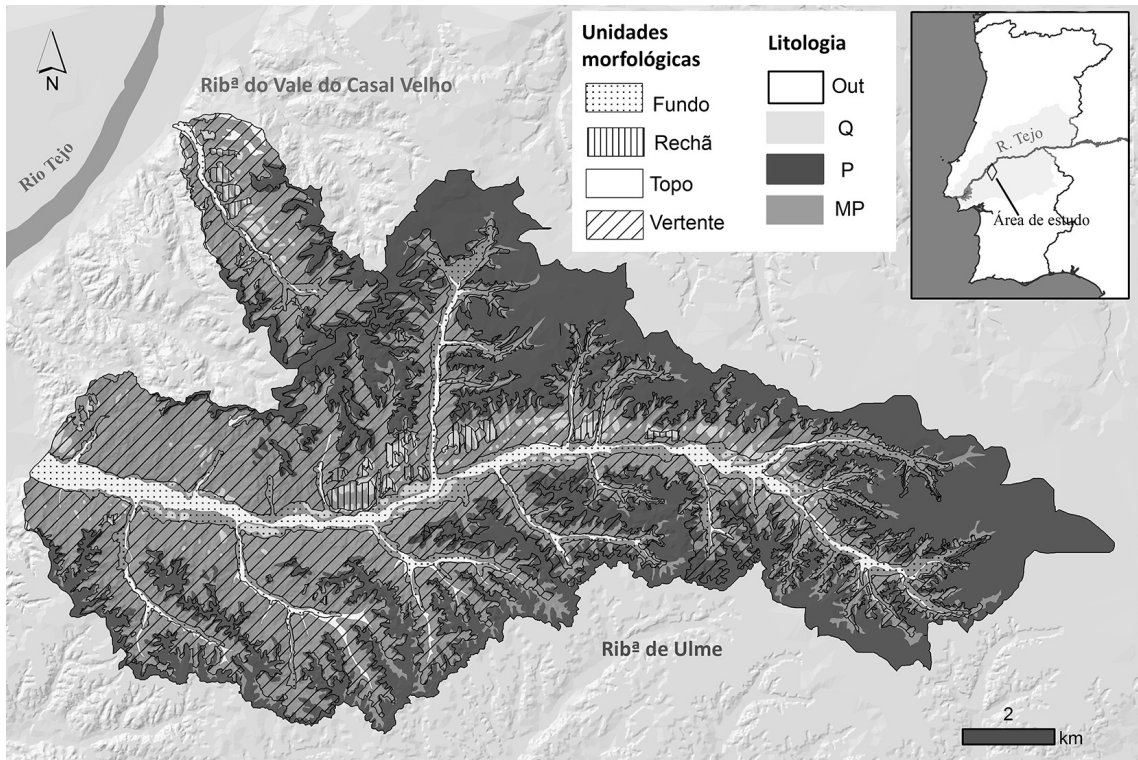 N
Rio Tejo
Ribª do Vale do Casal Velho
Unidades
morfológicas
Fundo
Rechã
Topo
Vertente
Litologia
Out
Q
P
MP
R. Tejo
Área de estudo
Ribª de Ulme
2
km